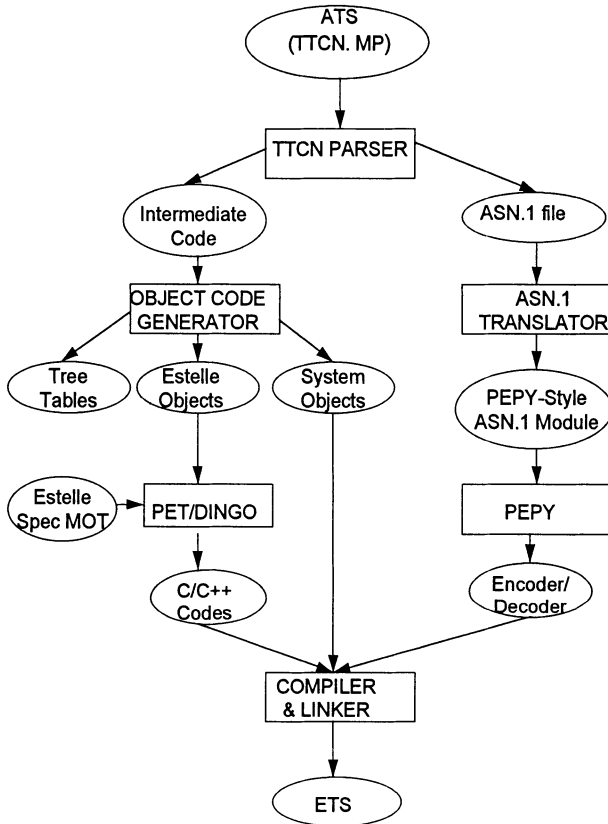 ATS
(TTCN. MP)
TTCN PARSER
Intermediate
Code
ASN.1 file
OBJECT CODE
GENERATOR
ASN.1
TRANSLATOR
Tree
Tables
Estelle
Objects
System
Objects
PEPY-Style
ASN.1 Module
Estelle
Spec MOT
PET/DINGO
PEPY
C/C++
Codes
Encoder/
Decoder
COMPILER
& LINKER
ETS